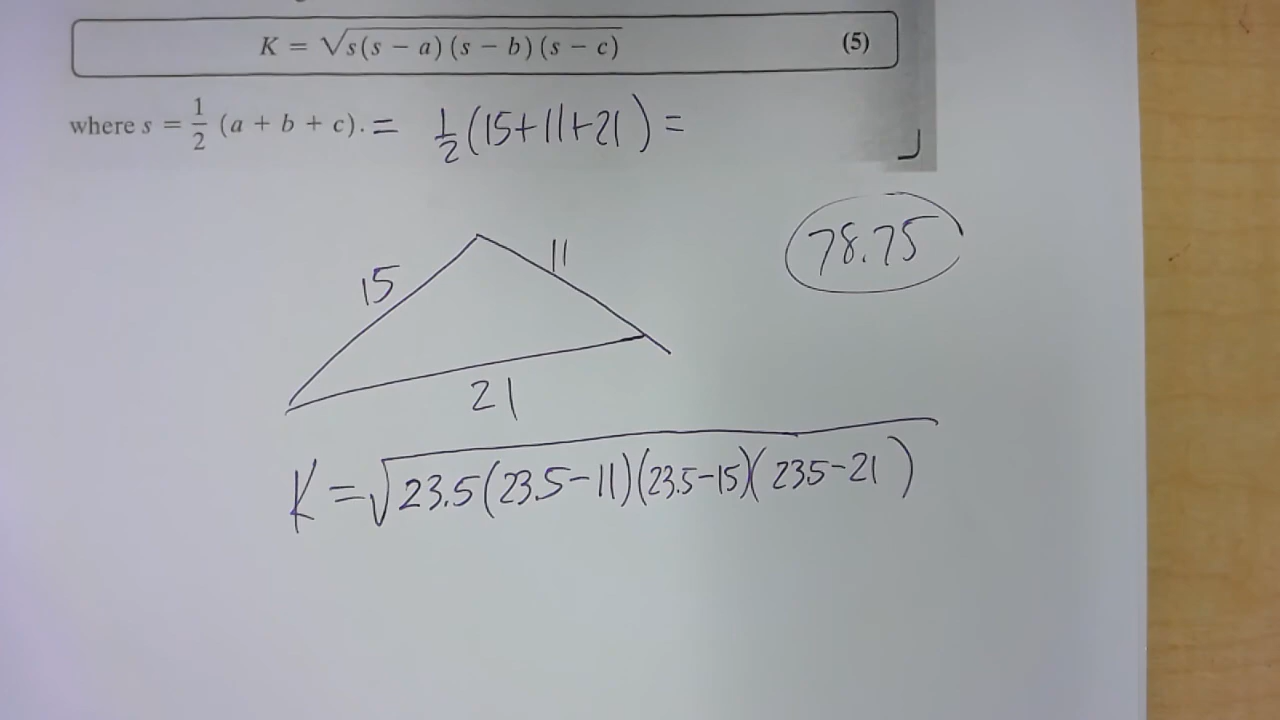 K = √s(s − a)(s − b)(s − c) (5)
where s = 1/2 (a + b + c). = 1/2(15+11+21) =
78.75
15
11
21
K=√23.5(23.5-11)(23.5-15)(235-21)